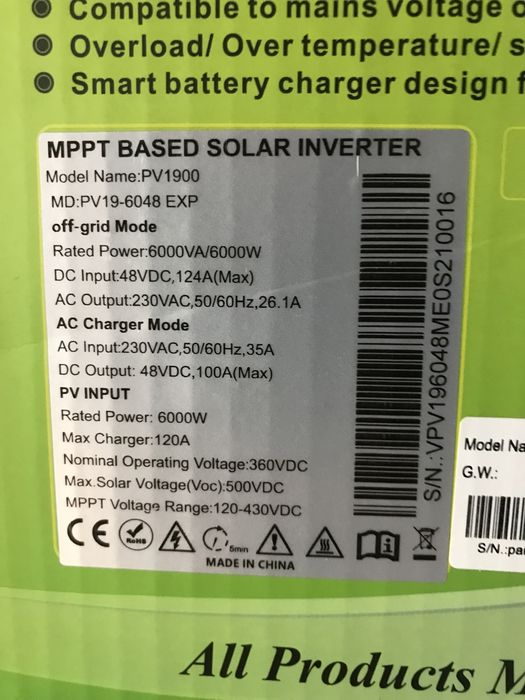 Compatible to mains voltage o
Overload/ Over temperature/ s
Smart battery charger design f
MPPT BASED SOLAR INVERTER
Model Name:PV1900
MD:PV19-6048 EXP
off-grid Mode
Rated Power:6000VA/6000W
DC Input:48VDC,124A(Max)
AC Output:230VAC,50/60Hz,26.1A
AC Charger Mode
AC Input:230VAC,50/60Hz,35A
DC Output: 48VDC,100A(Max)
PV INPUT
Rated Power: 6000W
Max Charger:120A
Nominal Operating Voltage:360VDC
Max.Solar Voltage(Voc):500VDC
MPPT Voltage Range:120-430VDC
S/N.:VPV196048ME0S210016
CE RoHS 5min
MADE IN CHINA
Model Na
G.W.:
S/N.:pa
All Products M